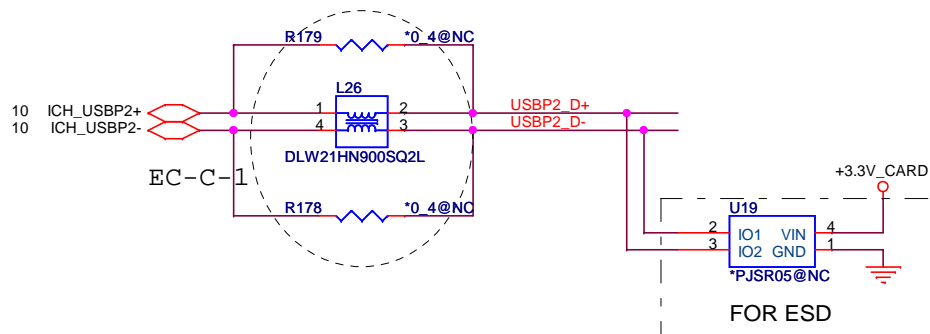 R179 *0_4@NC
L26
10 ICH_USBP2+ 1 2 USBP2_D+
10 ICH_USBP2- 4 3 USBP2_D-
DLW21HN900SQ2L
EC-C-1
+3.3V_CARD
R178 *0_4@NC
U19
2 IO1 VIN 4
3 IO2 GND 1
*PJSR05@NC
FOR ESD